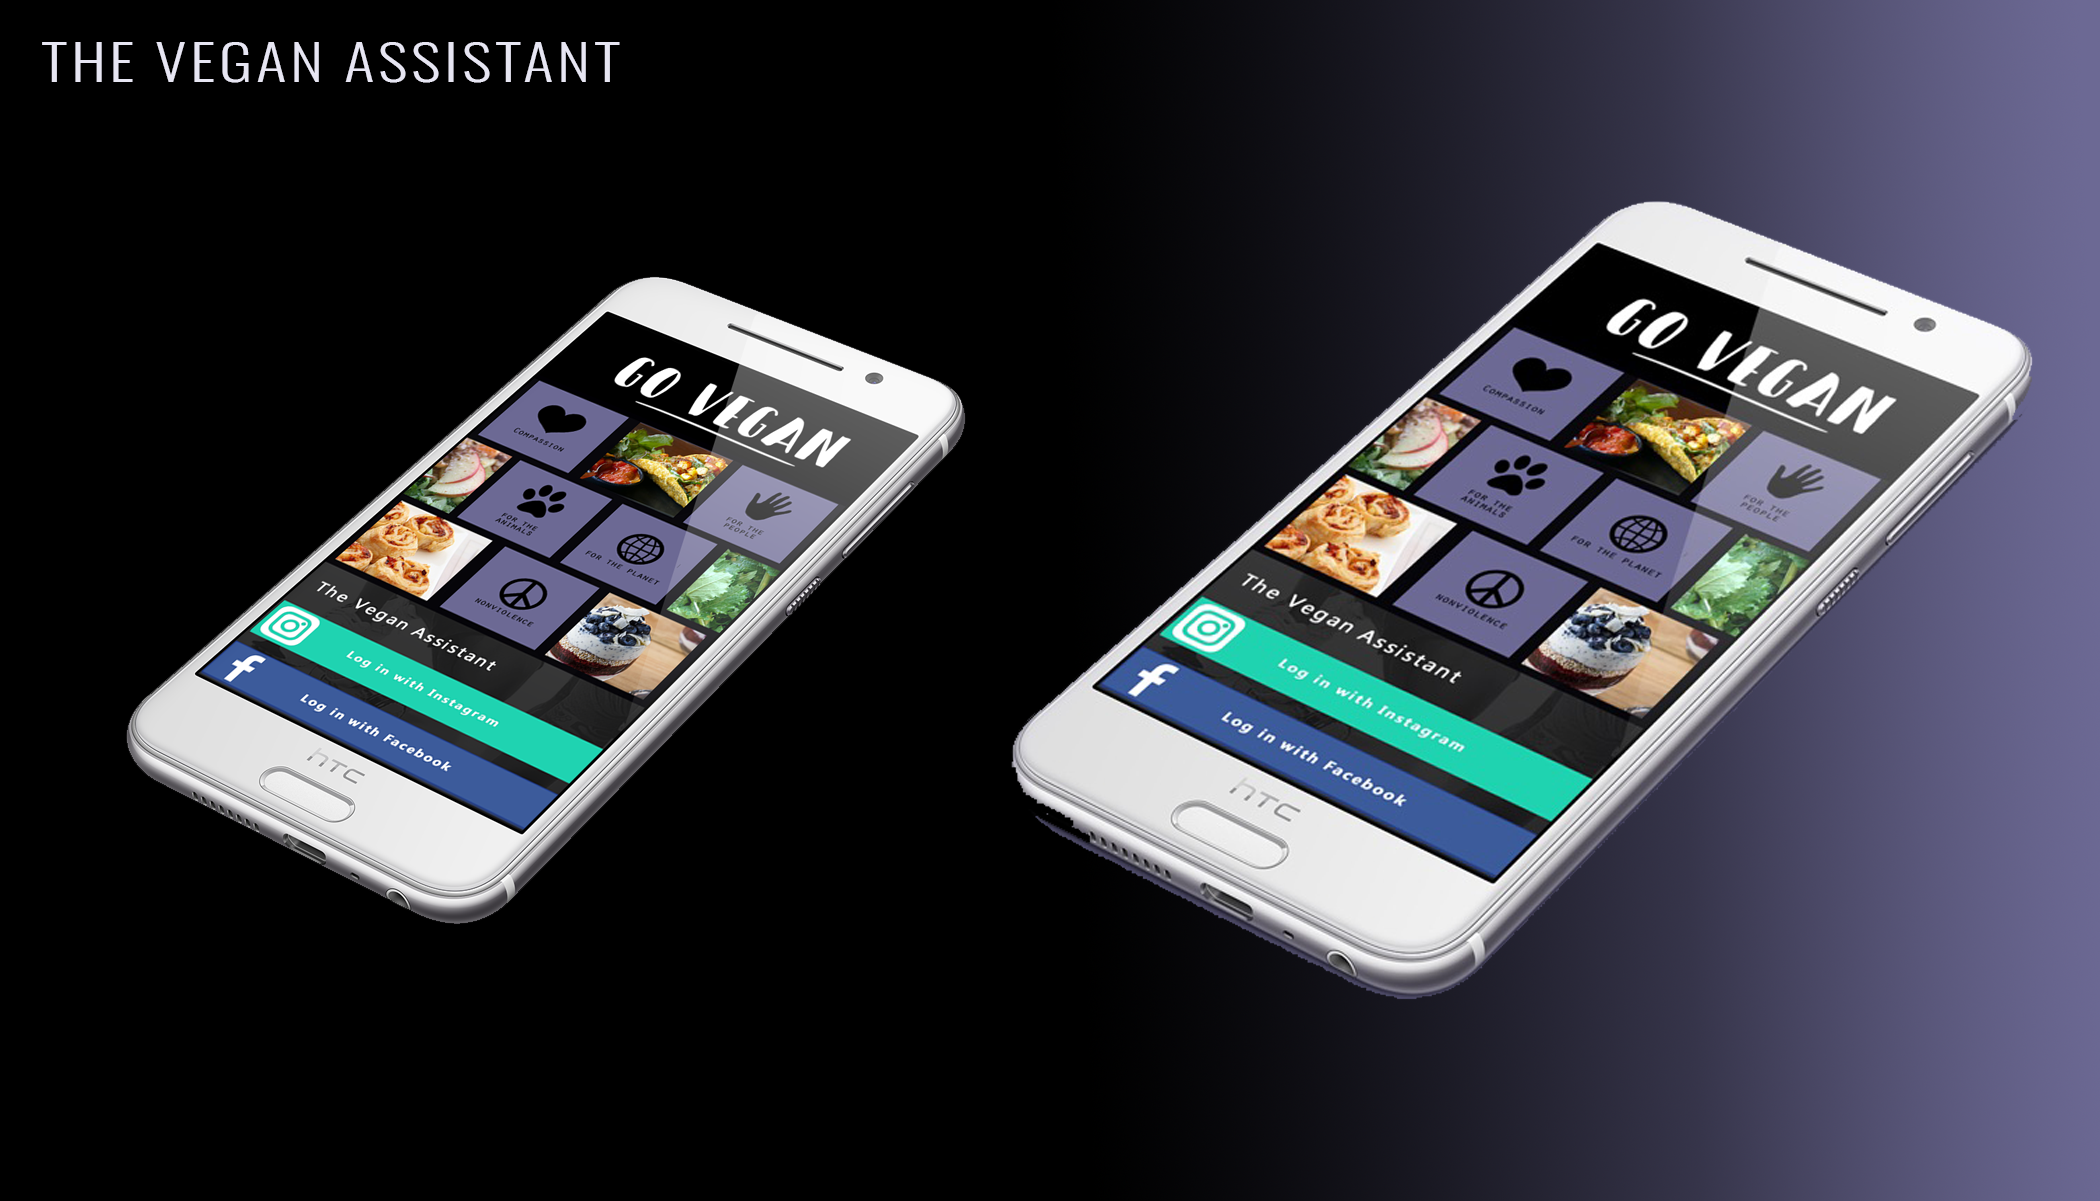 THE VEGAN ASSISTANT
GO VEGAN
COMPASSION
FOR THE
PEOPLE
FOR THE
ANIMALS
FOR THE PLANET
NONVIOLENCE
The Vegan Assistant
Log in with Instagram
f
Log in with Facebook
hTC
GO VEGAN
COMPASSION
FOR THE
PEOPLE
FOR THE
ANIMALS
FOR THE PLANET
NONVIOLENCE
The Vegan Assistant
Log in with Instagram
f
Log in with Facebook
hTC